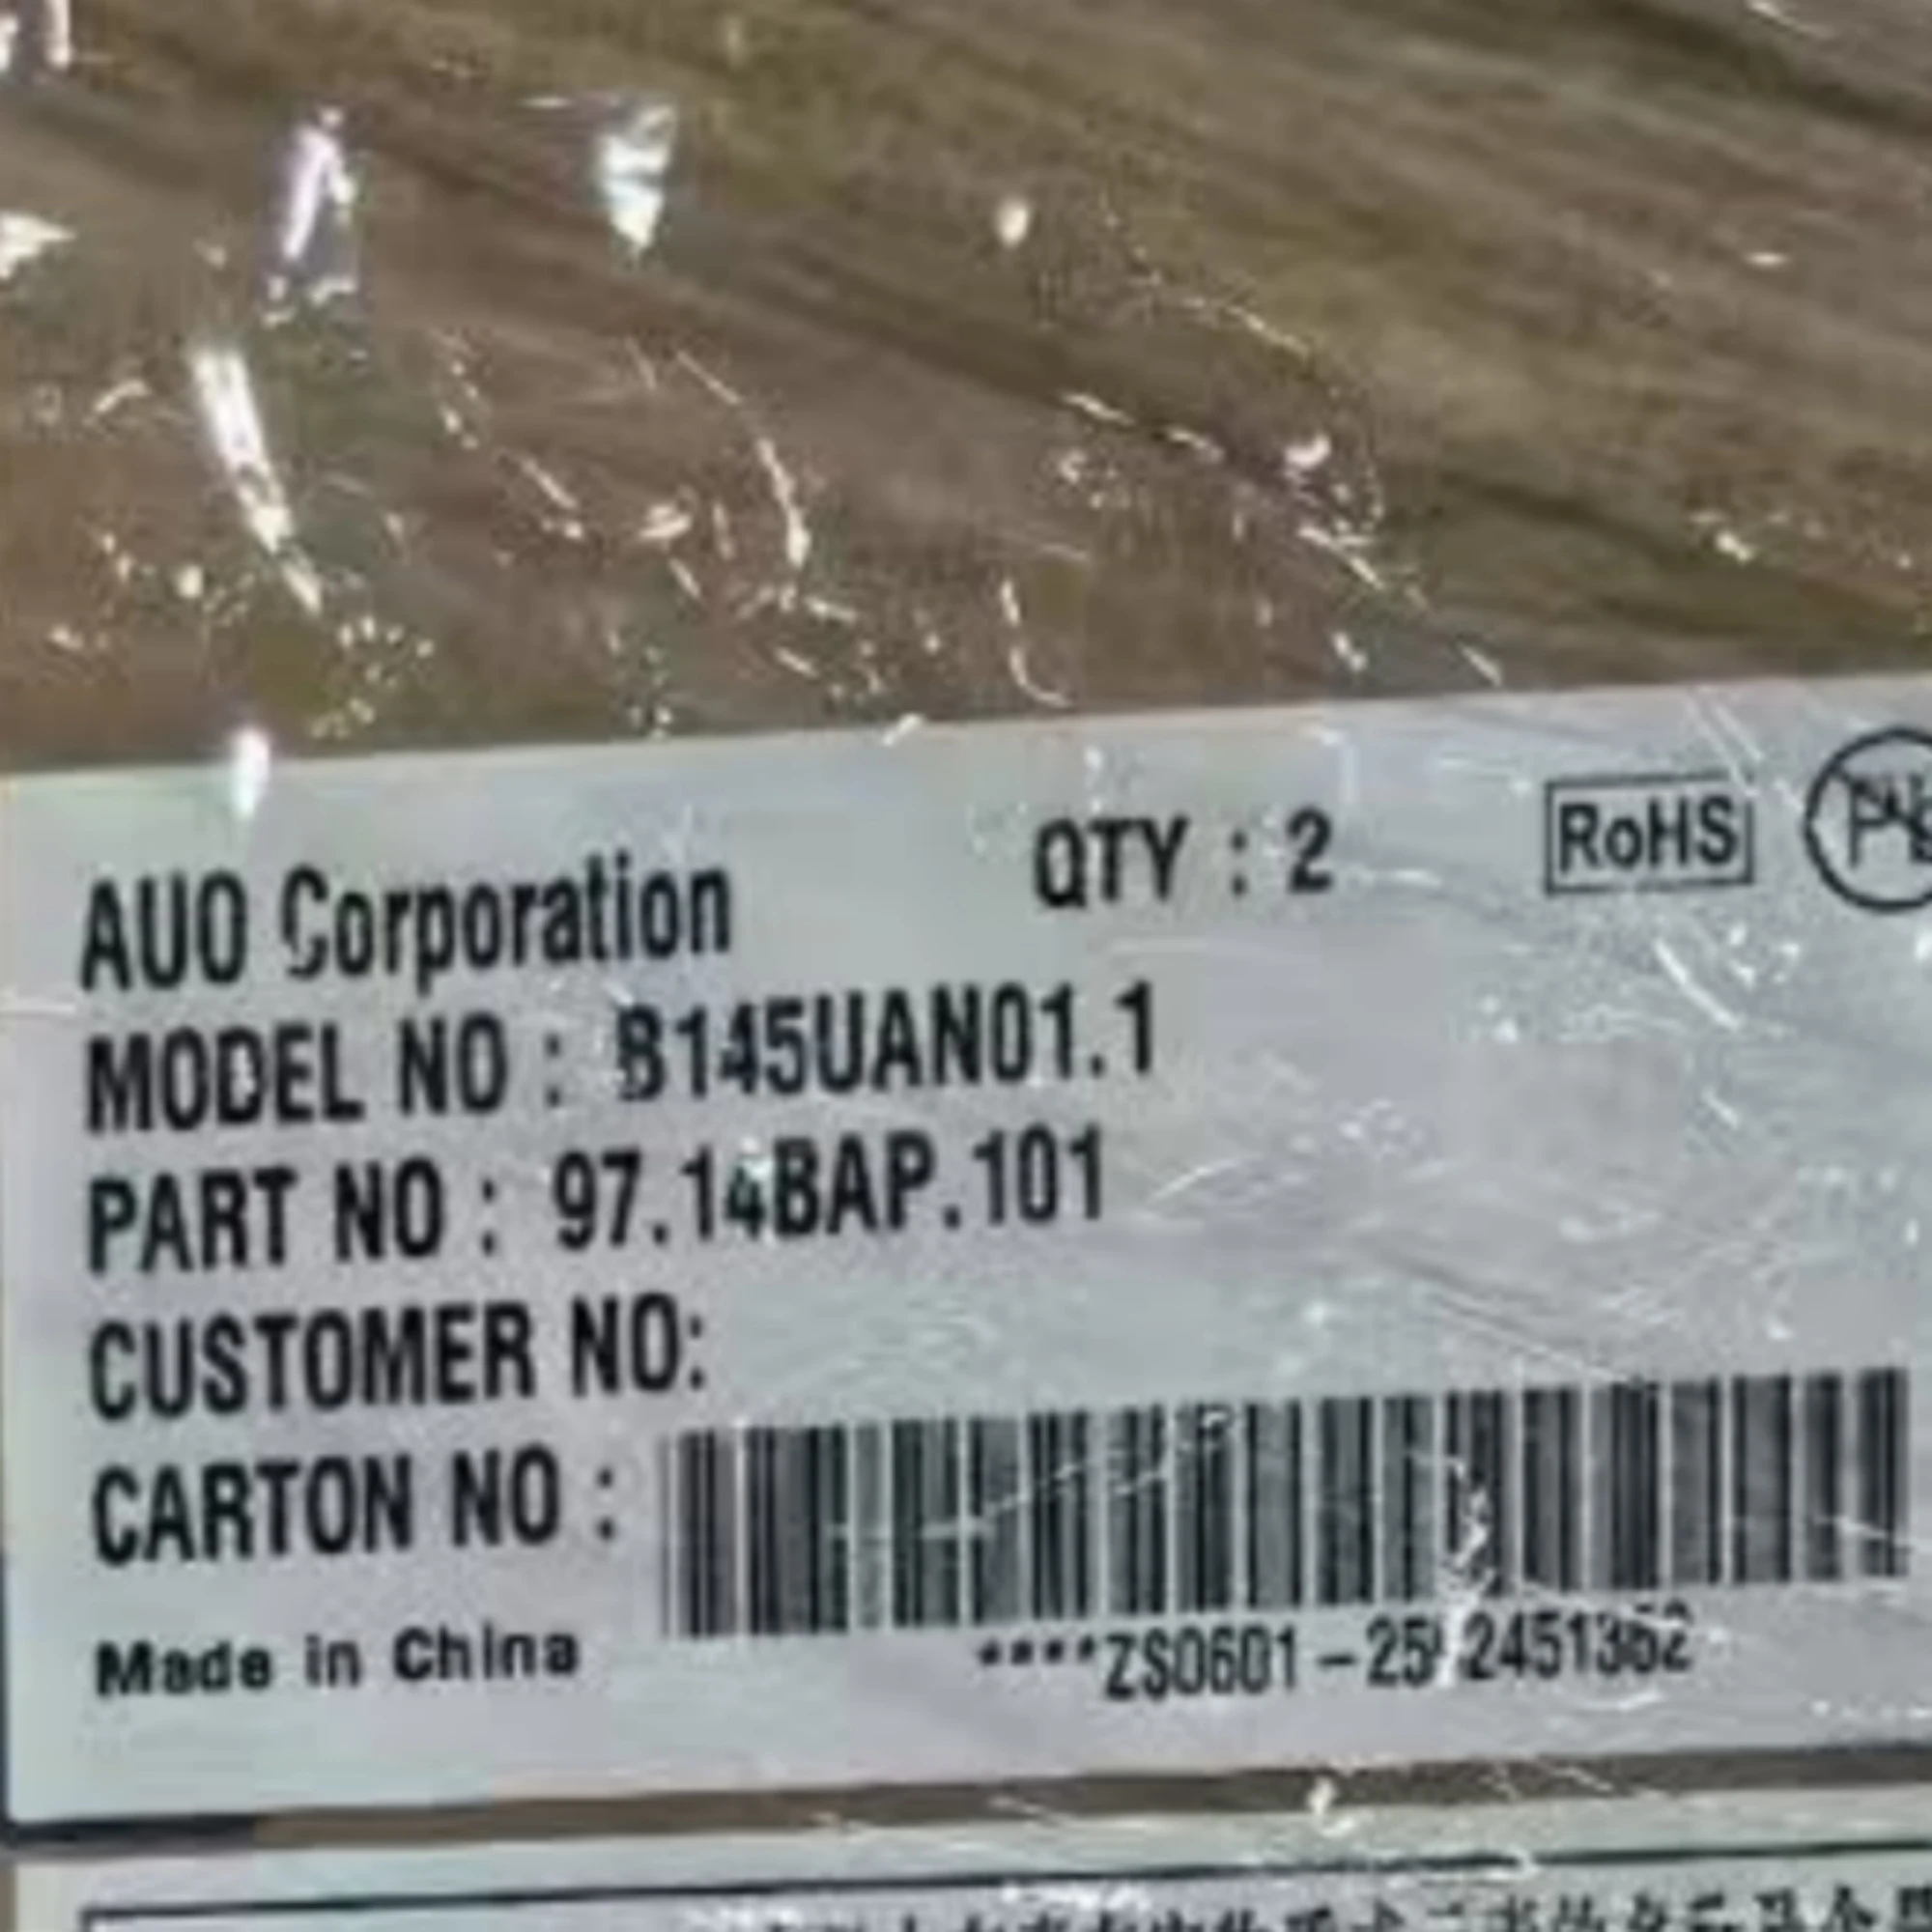 AUO Corporation QTY : 2 RoHS
MODEL NO : B145UAN01.1
PART NO : 97.14BAP.101
CUSTOMER NO:
CARTON NO :
Made in China